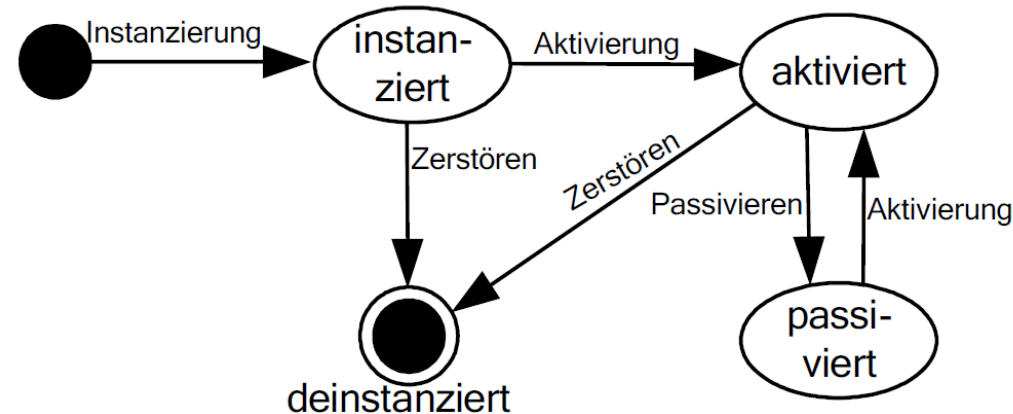 Instanzierung
instan-
ziert
Aktivierung
aktiviert
Zerstören
Zerstören
Passivieren
Aktivierung
passi-
viert
deinstanziert